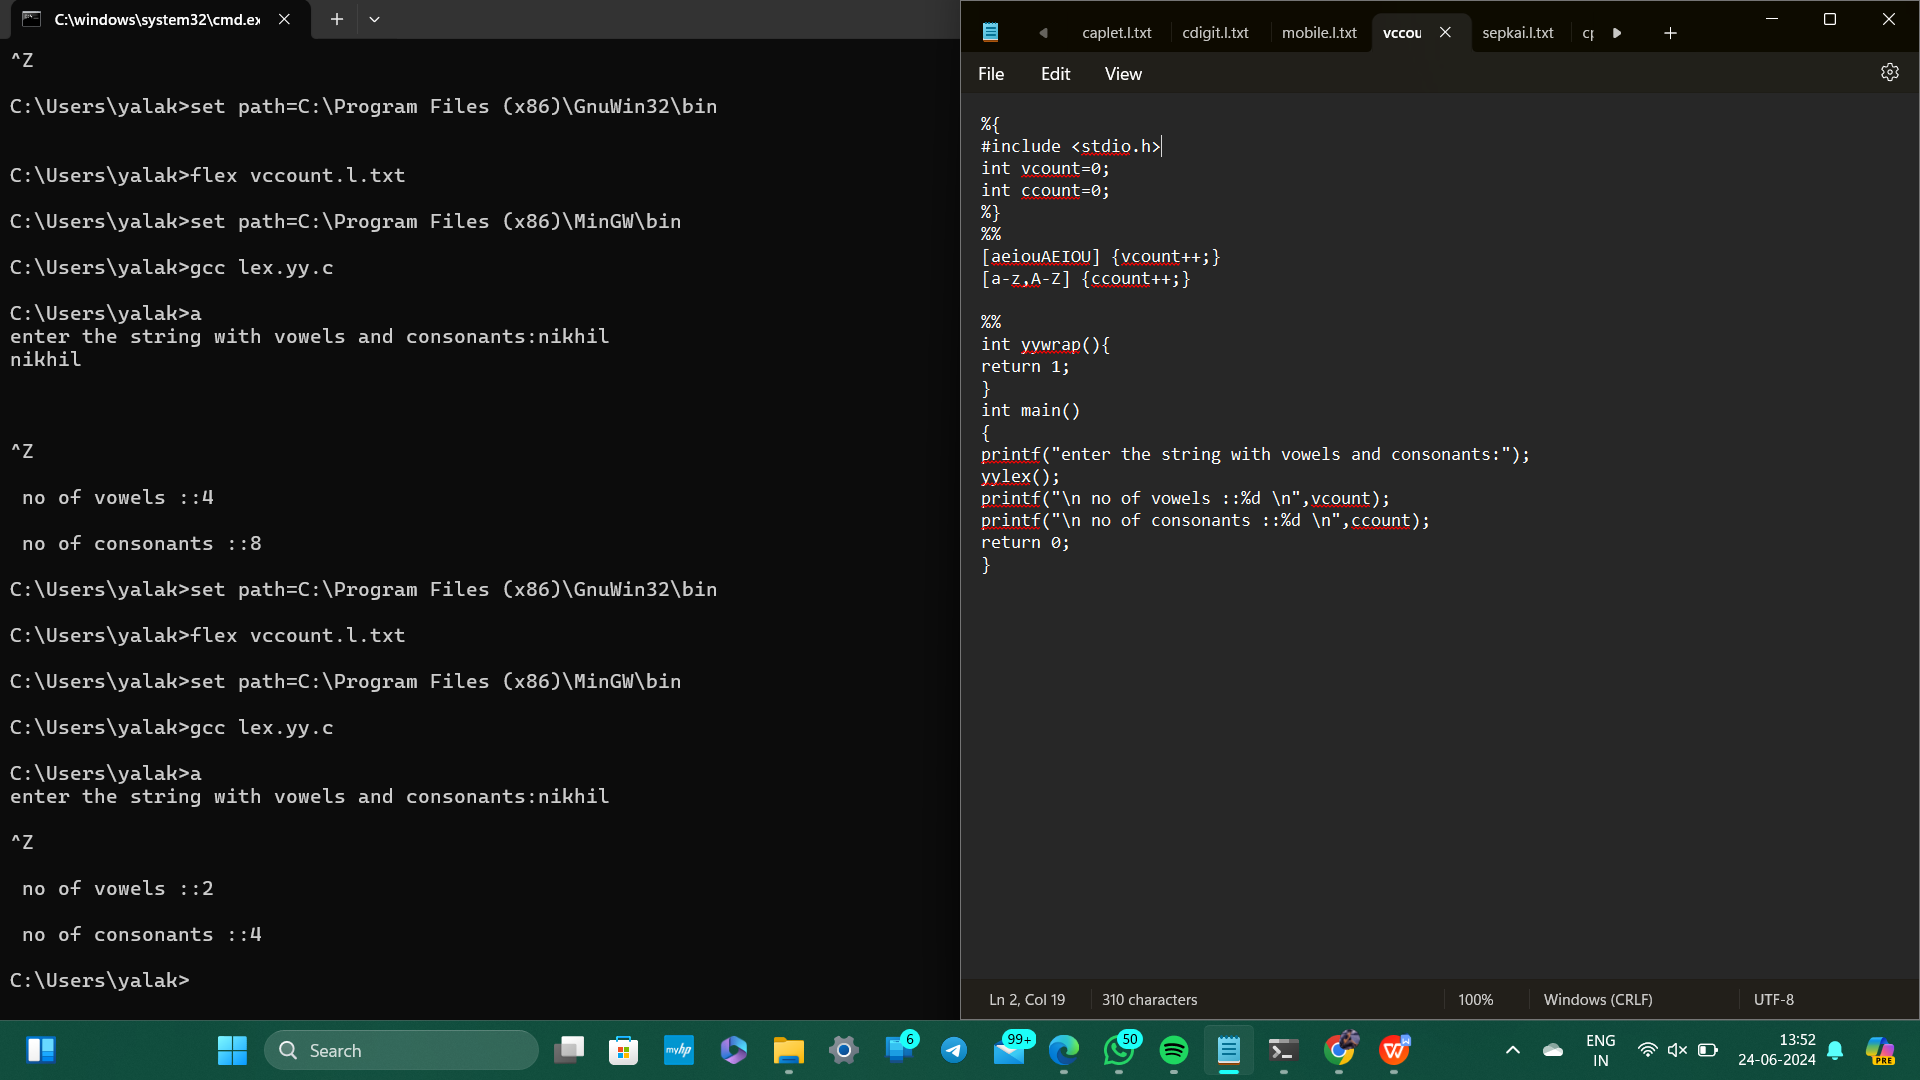 C:\windows\system32\cmd.ex
^Z
C:\Users\yalak>set path=C:\Program Files (x86)\GnuWin32\bin
C:\Users\yalak>flex vccount.l.txt
C:\Users\yalak>set path=C:\Program Files (x86)\MinGW\bin
C:\Users\yalak>gcc lex.yy.c
C:\Users\yalak>a
enter the string with vowels and consonants:nikhil
nikhil
^Z
no of vowels ::4
no of consonants ::8
C:\Users\yalak>set path=C:\Program Files (x86)\GnuWin32\bin
C:\Users\yalak>flex vccount.l.txt
C:\Users\yalak>set path=C:\Program Files (x86)\MinGW\bin
C:\Users\yalak>gcc lex.yy.c
C:\Users\yalak>a
enter the string with vowels and consonants:nikhil
^Z
no of vowels ::2
no of consonants ::4
C:\Users\yalak>
caplet.l.txt cdigit.l.txt mobile.l.txt vccou sepkai.l.txt cp
File Edit View
%{
#include <stdio.h>
int vcount=0;
int ccount=0;
%}
%%
[aeiouAEIOU] {vcount++;}
[a-z,A-Z] {ccount++;}
%%
int yywrap(){
return 1;
}
int main()
{
printf("enter the string with vowels and consonants:");
yylex();
printf("\n no of vowels ::%d \n",vcount);
printf("\n no of consonants ::%d \n",ccount);
return 0;
}
Ln 2, Col 19 310 characters 100% Windows (CRLF) UTF-8
Search
myhp
6
99+
50
W
ENG
IN
13:52
24-06-2024
PRE